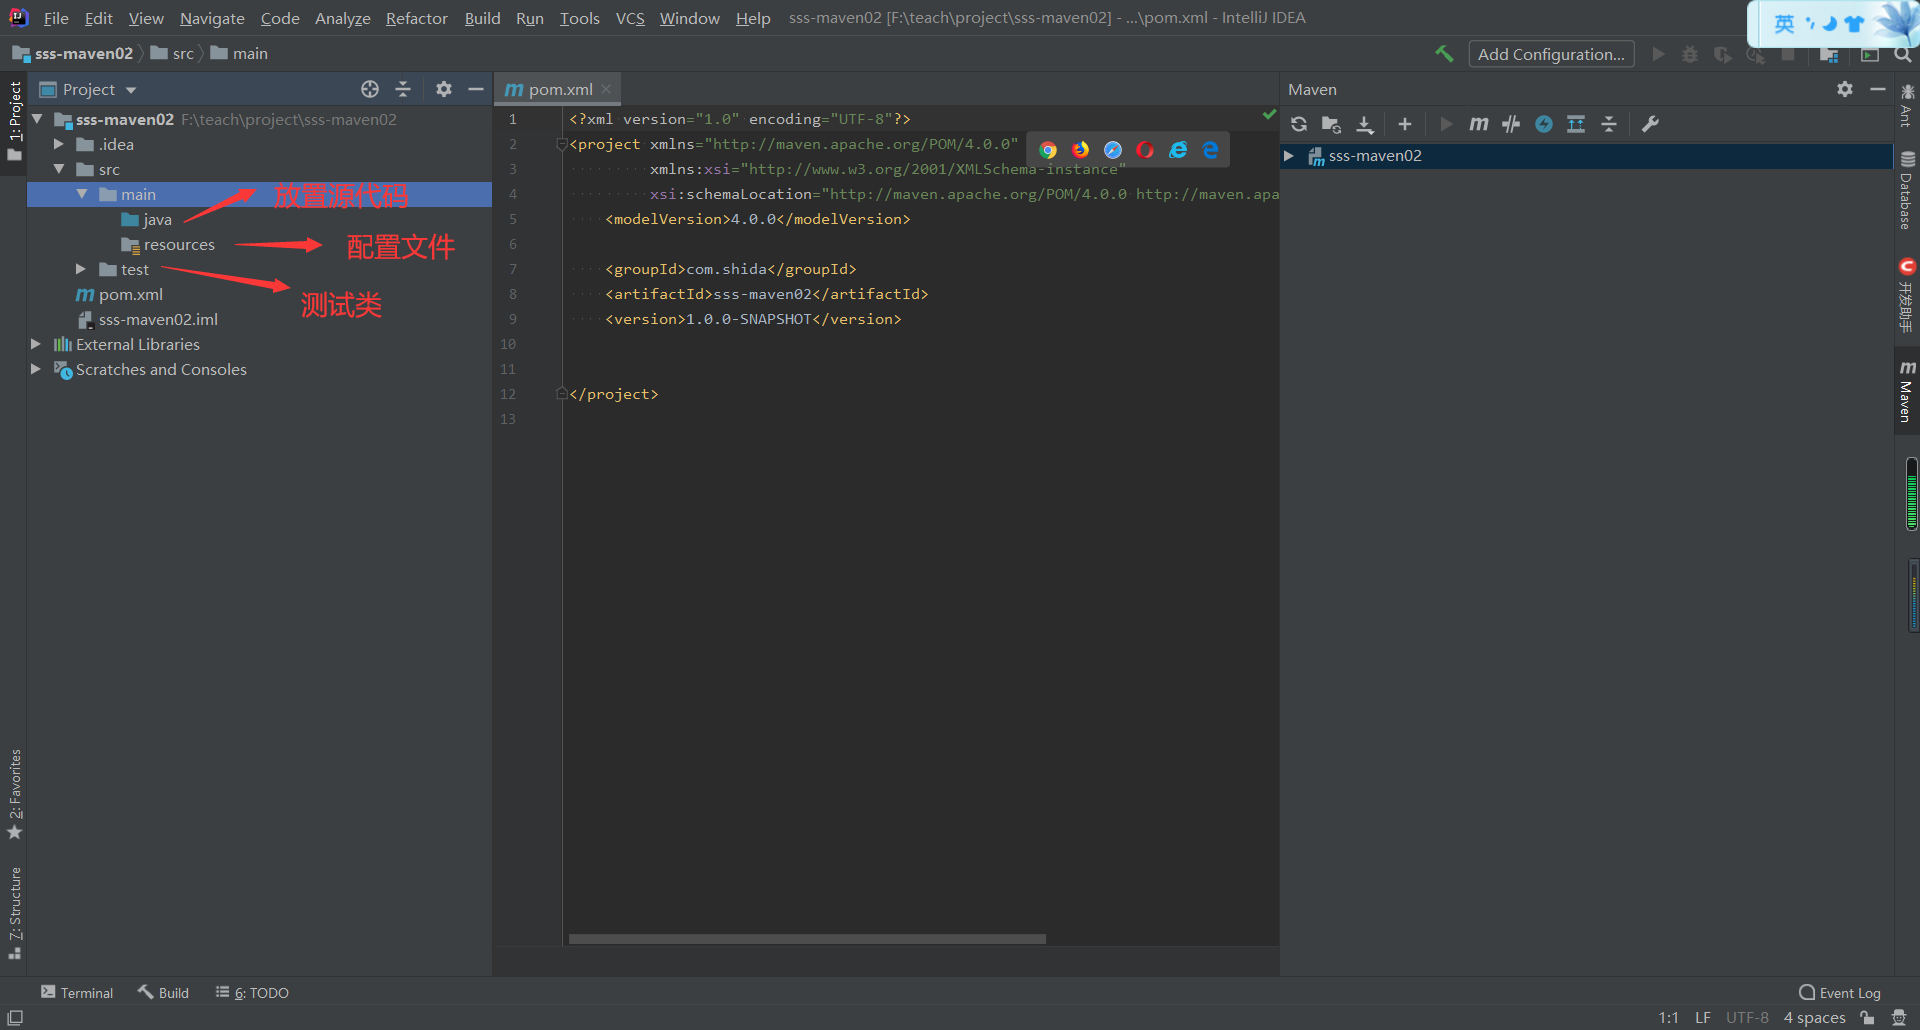 File Edit View Navigate Code Analyze Refactor Build Run Tools VCS Window Help sss-maven02 [F:\teach\project\sss-maven02] - ...\pom.xml - IntelliJ IDEA
英
sss-maven02 src main
Add Configuration...
1: Project
Project
pom.xml
Maven
sss-maven02 F:\teach\project\sss-maven02
.idea
src
main
放置源代码
java
resources
配置文件
test
测试类
pom.xml
sss-maven02.iml
External Libraries
Scratches and Consoles
1 <?xml version="1.0" encoding="UTF-8"?>
2 <project xmlns="http://maven.apache.org/POM/4.0.0"
3 xmlns:xsi="http://www.w3.org/2001/XMLSchema-instance"
4 xsi:schemaLocation="http://maven.apache.org/POM/4.0.0 http://maven.apa
5 <modelVersion>4.0.0</modelVersion>
6
7 <groupId>com.shida</groupId>
8 <artifactId>sss-maven02</artifactId>
9 <version>1.0.0-SNAPSHOT</version>
10
11
12 </project>
13
sss-maven02
Ant
Database
开发助手
Maven
2: Favorites
7: Structure
Terminal Build 6: TODO
Event Log
1:1 LF UTF-8 4 spaces